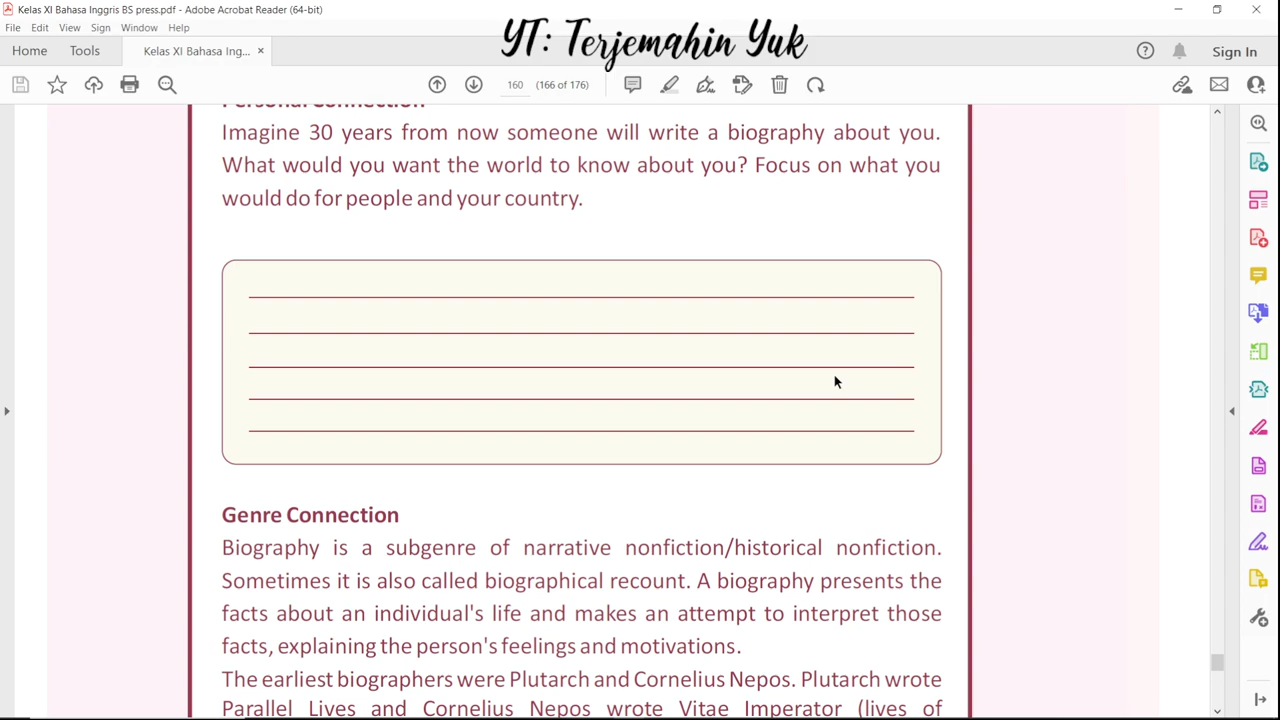 Kelas XI Bahasa Inggris BS press.pdf - Adobe Acrobat Reader (64-bit)
File Edit View Sign Window Help
YT: Terjemahin Yuk
Home Tools Kelas XI Bahasa Ing... × Sign In
160 (166 of 176)
Personal Connection
Imagine 30 years from now someone will write a biography about you.
What would you want the world to know about you? Focus on what you
would do for people and your country.
Genre Connection
Biography is a subgenre of narrative nonfiction/historical nonfiction.
Sometimes it is also called biographical recount. A biography presents the
facts about an individual's life and makes an attempt to interpret those
facts, explaining the person's feelings and motivations.
The earliest biographers were Plutarch and Cornelius Nepos. Plutarch wrote
Parallel Lives and Cornelius Nepos wrote Vitae Imperator (lives of